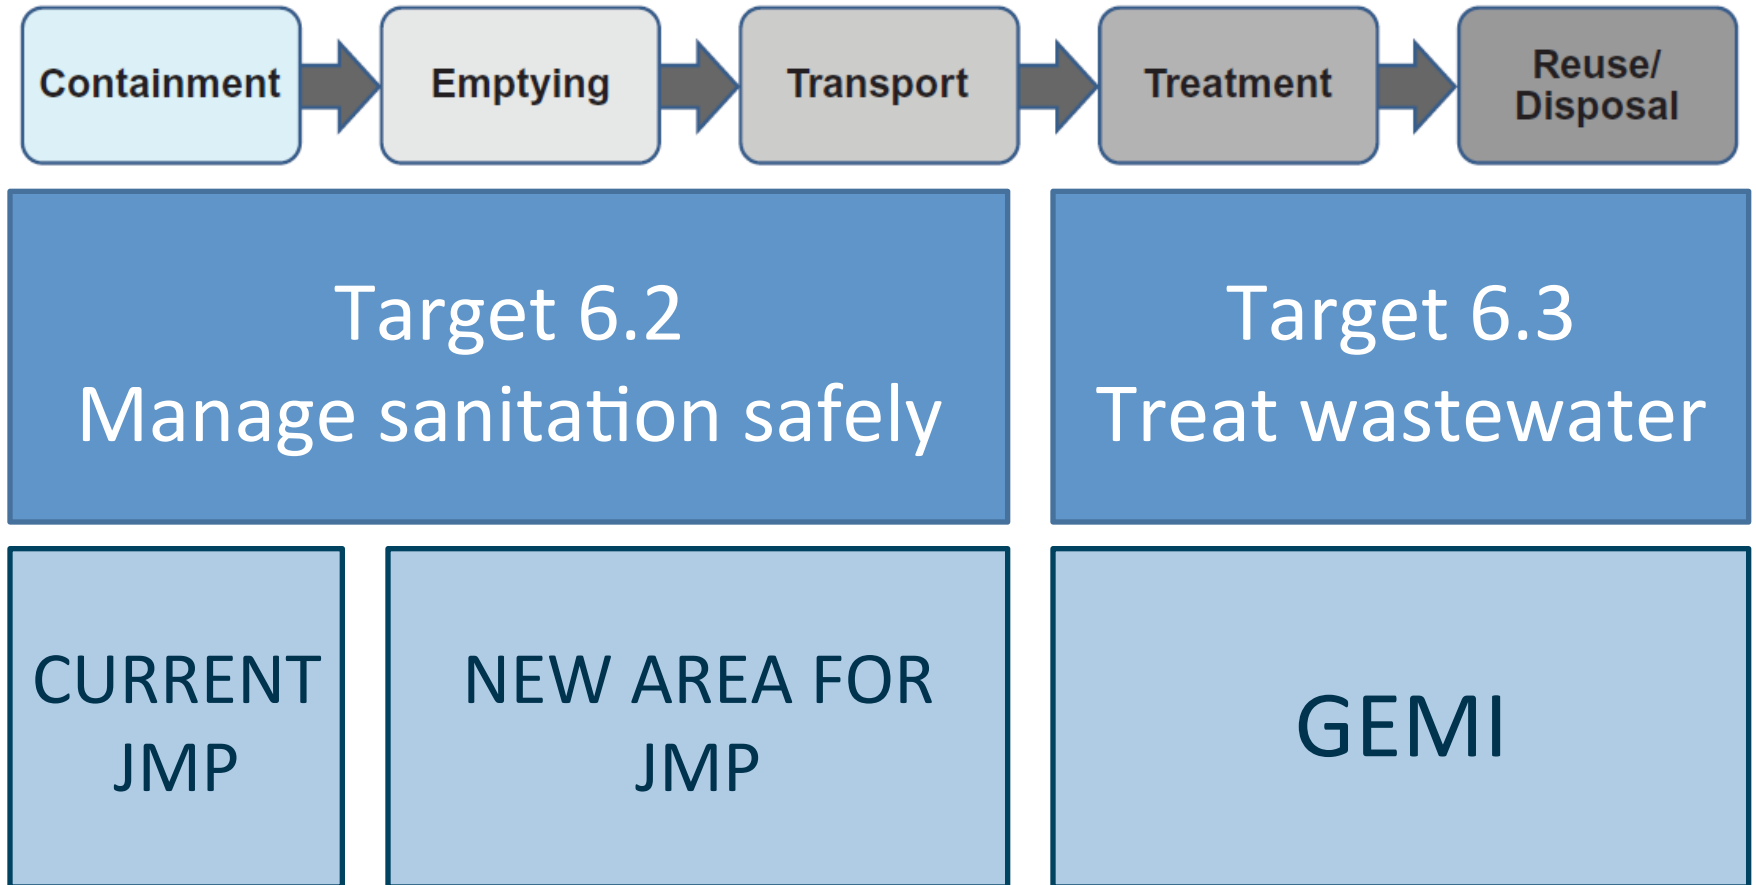 Containment
Emptying
Transport
Treatment
Reuse/
Disposal
Target 6.2
Manage sanitation safely
Target 6.3
Treat wastewater
CURRENT
JMP
NEW AREA FOR
JMP
GEMI